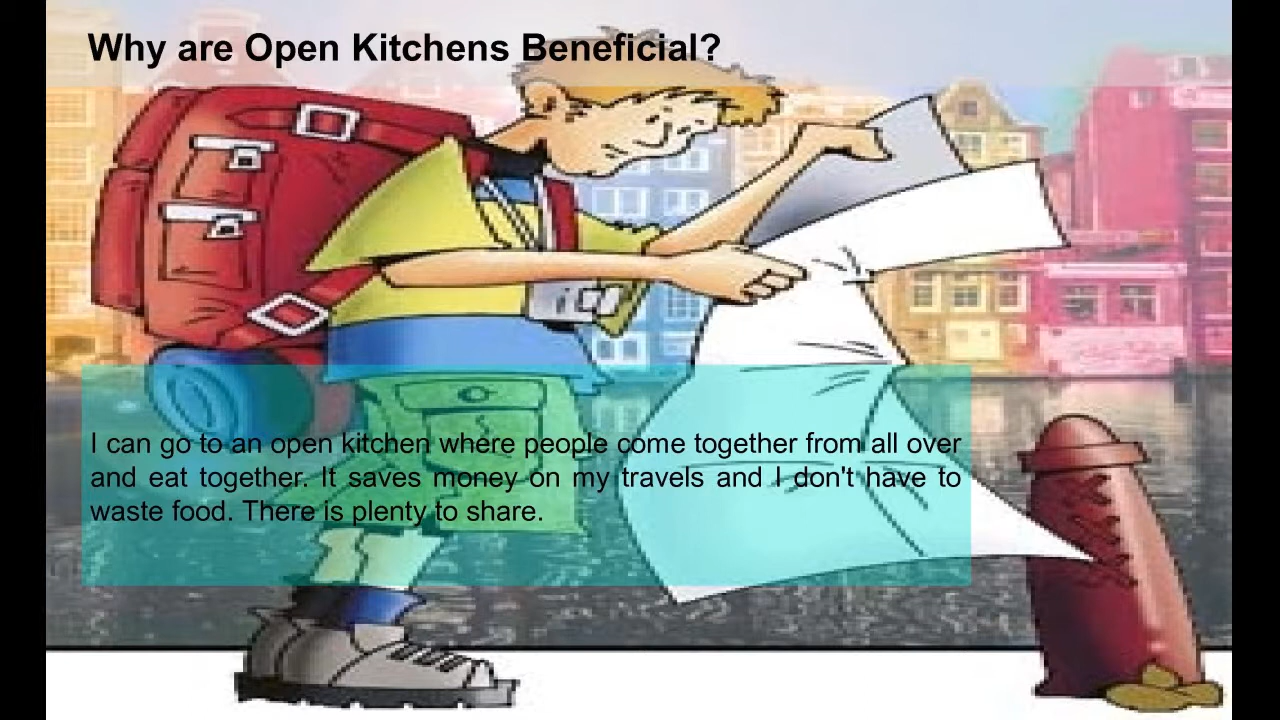 Why are Open Kitchens Beneficial?
I can go to an open kitchen where people come together from all over
and eat together. It saves money on my travels and I don't have to
waste food. There is plenty to share.